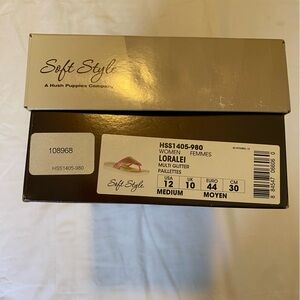 Soft Style
A Hush Puppies Company
108968
HSS1405-980
HSS1405-980
WOMEN FEMMES
LORALEI
MULTI GLITTER
PAILLETTES
Soft Style
USA UK EURO CM
12 10 44 30
MEDIUM MOYEN